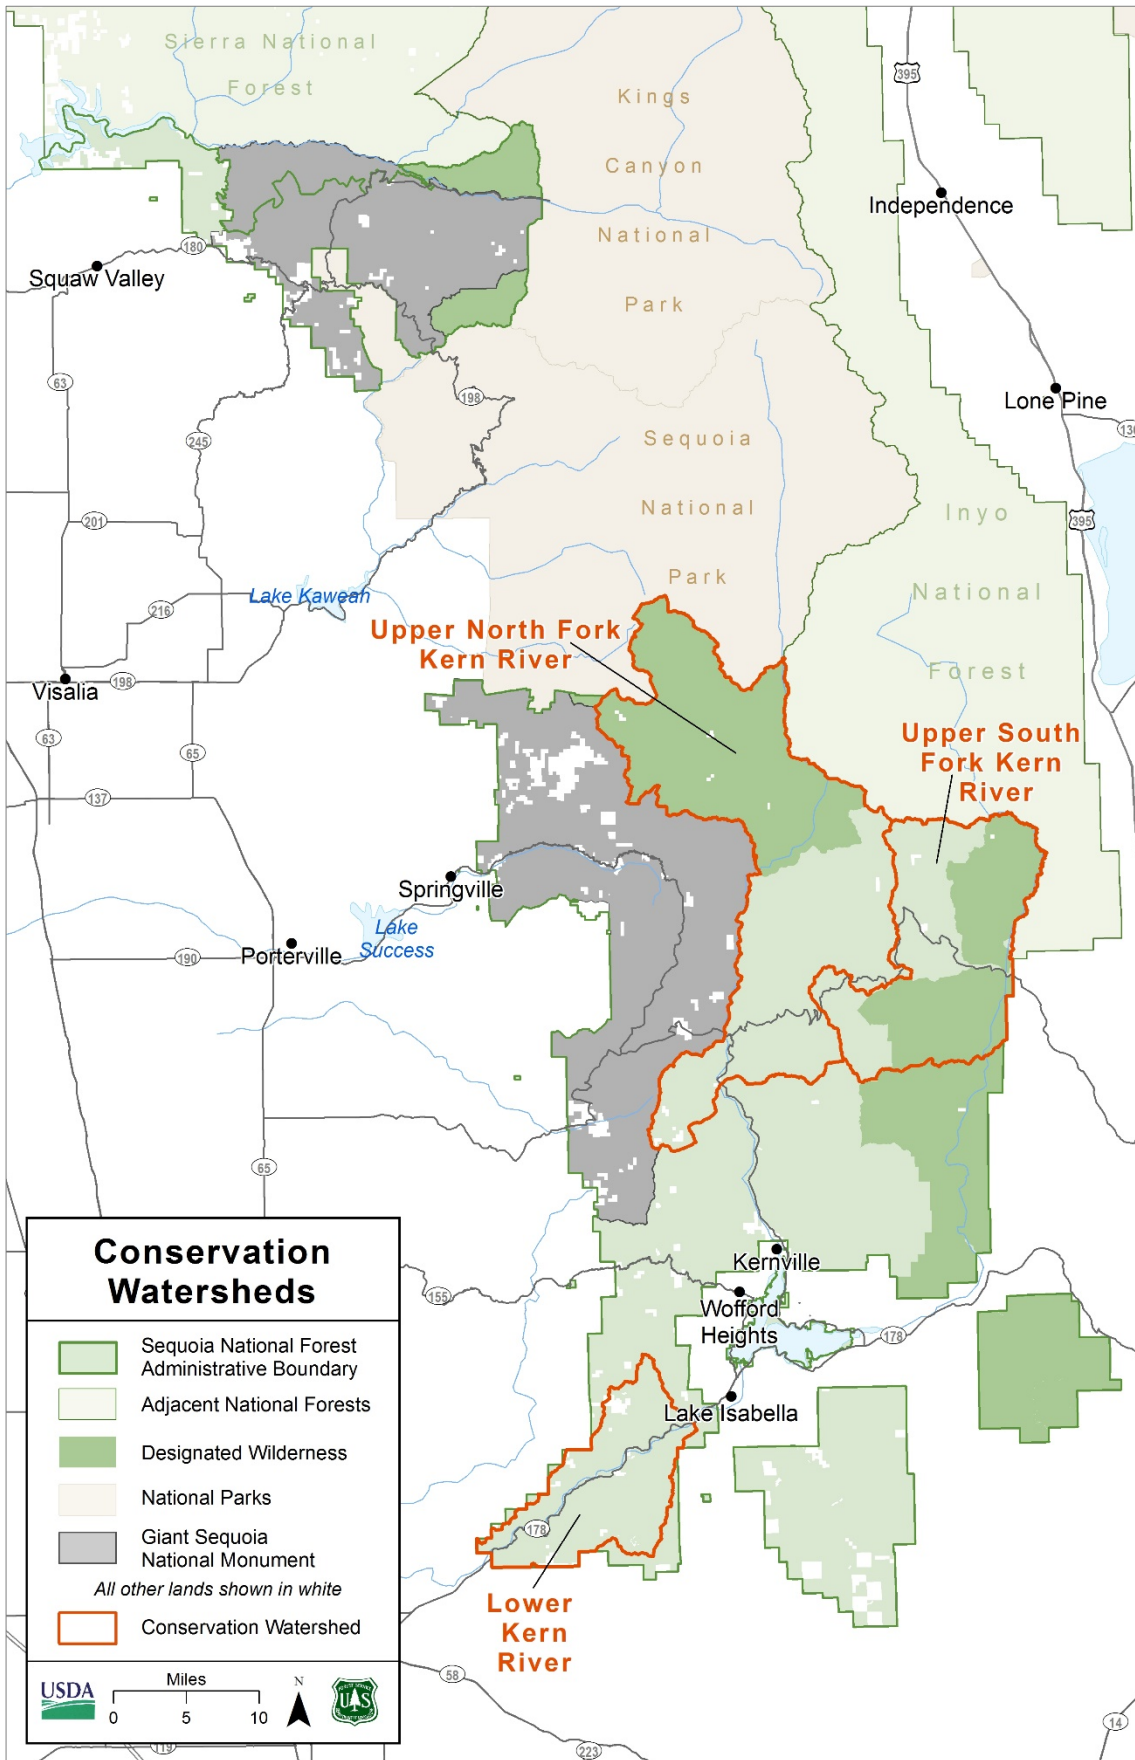 Sierra National
Forest
Kings
Canyon
National
Park
395
Independence
180
Squaw Valley
63
198
Lone Pine
245
Sequoia
National
Park
201
395
Inyo
National
Forest
Lake Kaweah
216
Upper North Fork
Kern River
Visalia
198
63
65
Upper South
Fork Kern
River
137
Springville
Lake
Success
190
Porterville
65
Kernville
155
Wofford
Heights
178
Lake Isabella
178
Lower
Kern
River
58
14
223
119
Conservation
Watersheds
Sequoia National Forest
Administrative Boundary
Adjacent National Forests
Designated Wilderness
National Parks
Giant Sequoia
National Monument
All other lands shown in white
Conservation Watershed
USDA
Miles
0 5 10
N
U S